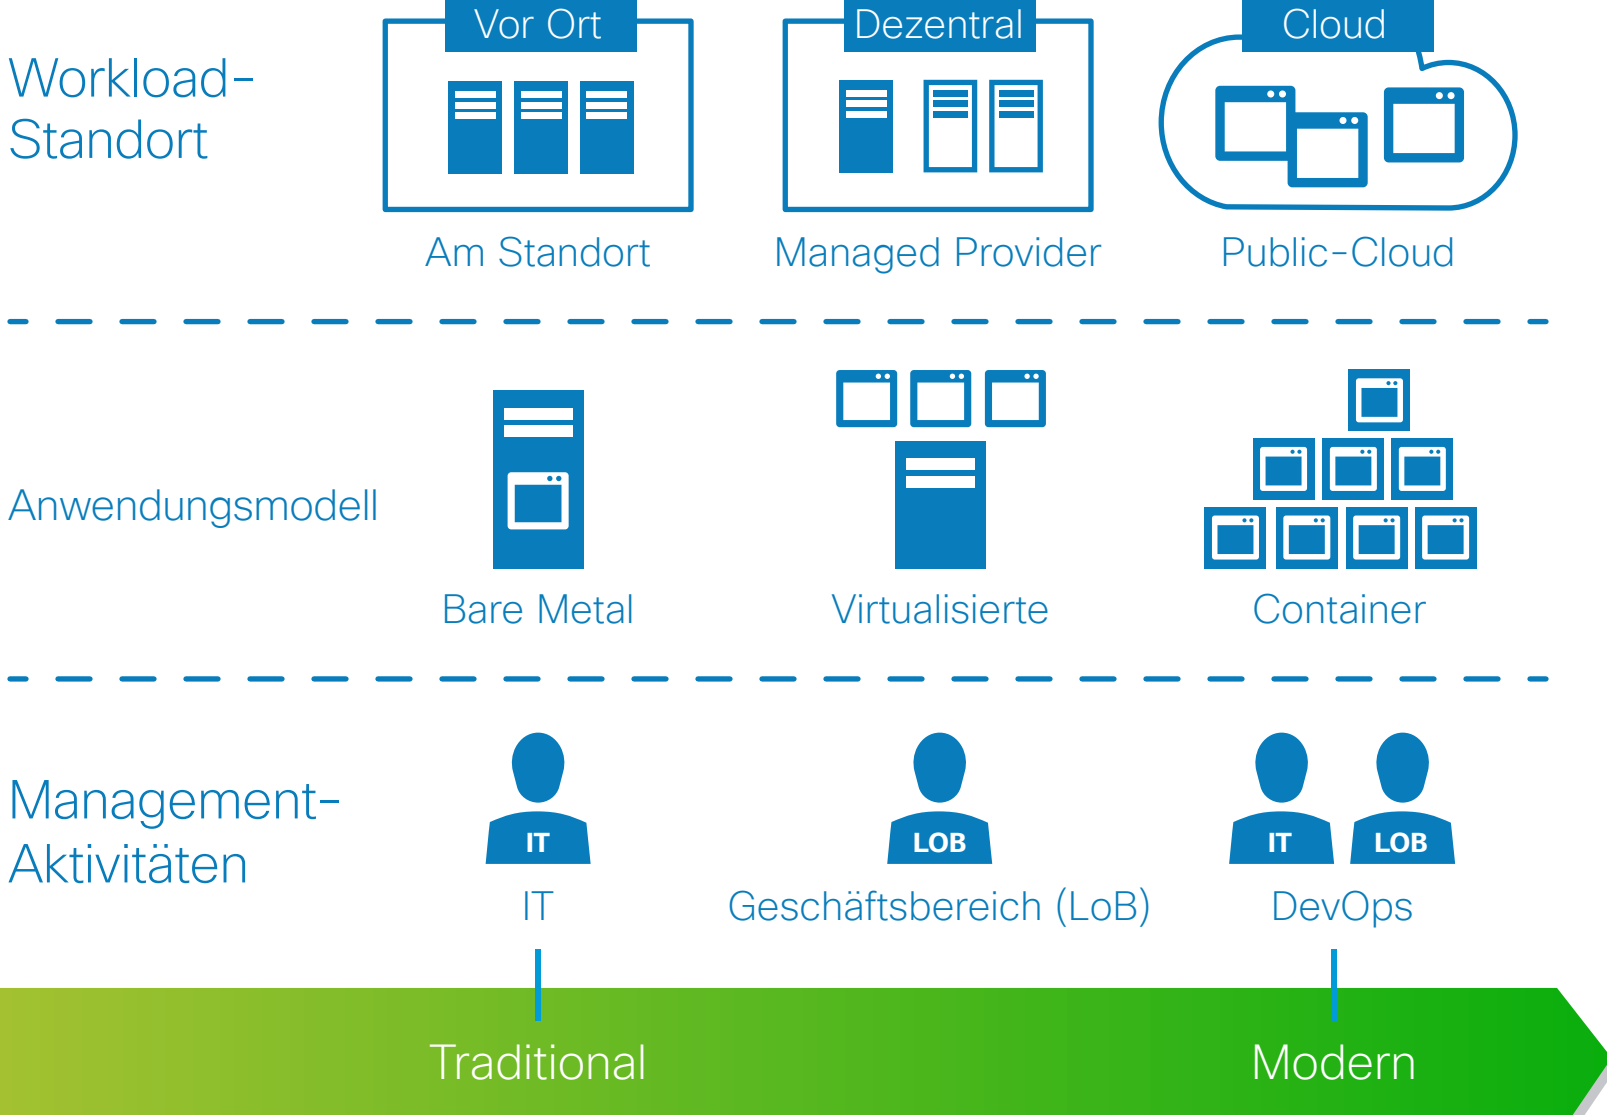 Vor Ort
Dezentral
Cloud
Workload-
Standort
Am Standort
Managed Provider
Public-Cloud
Anwendungsmodell
Bare Metal
Virtualisierte
Container
Management-
Aktivitäten
IT
LOB
IT
LOB
IT
Geschäftsbereich (LoB)
DevOps
Traditional
Modern